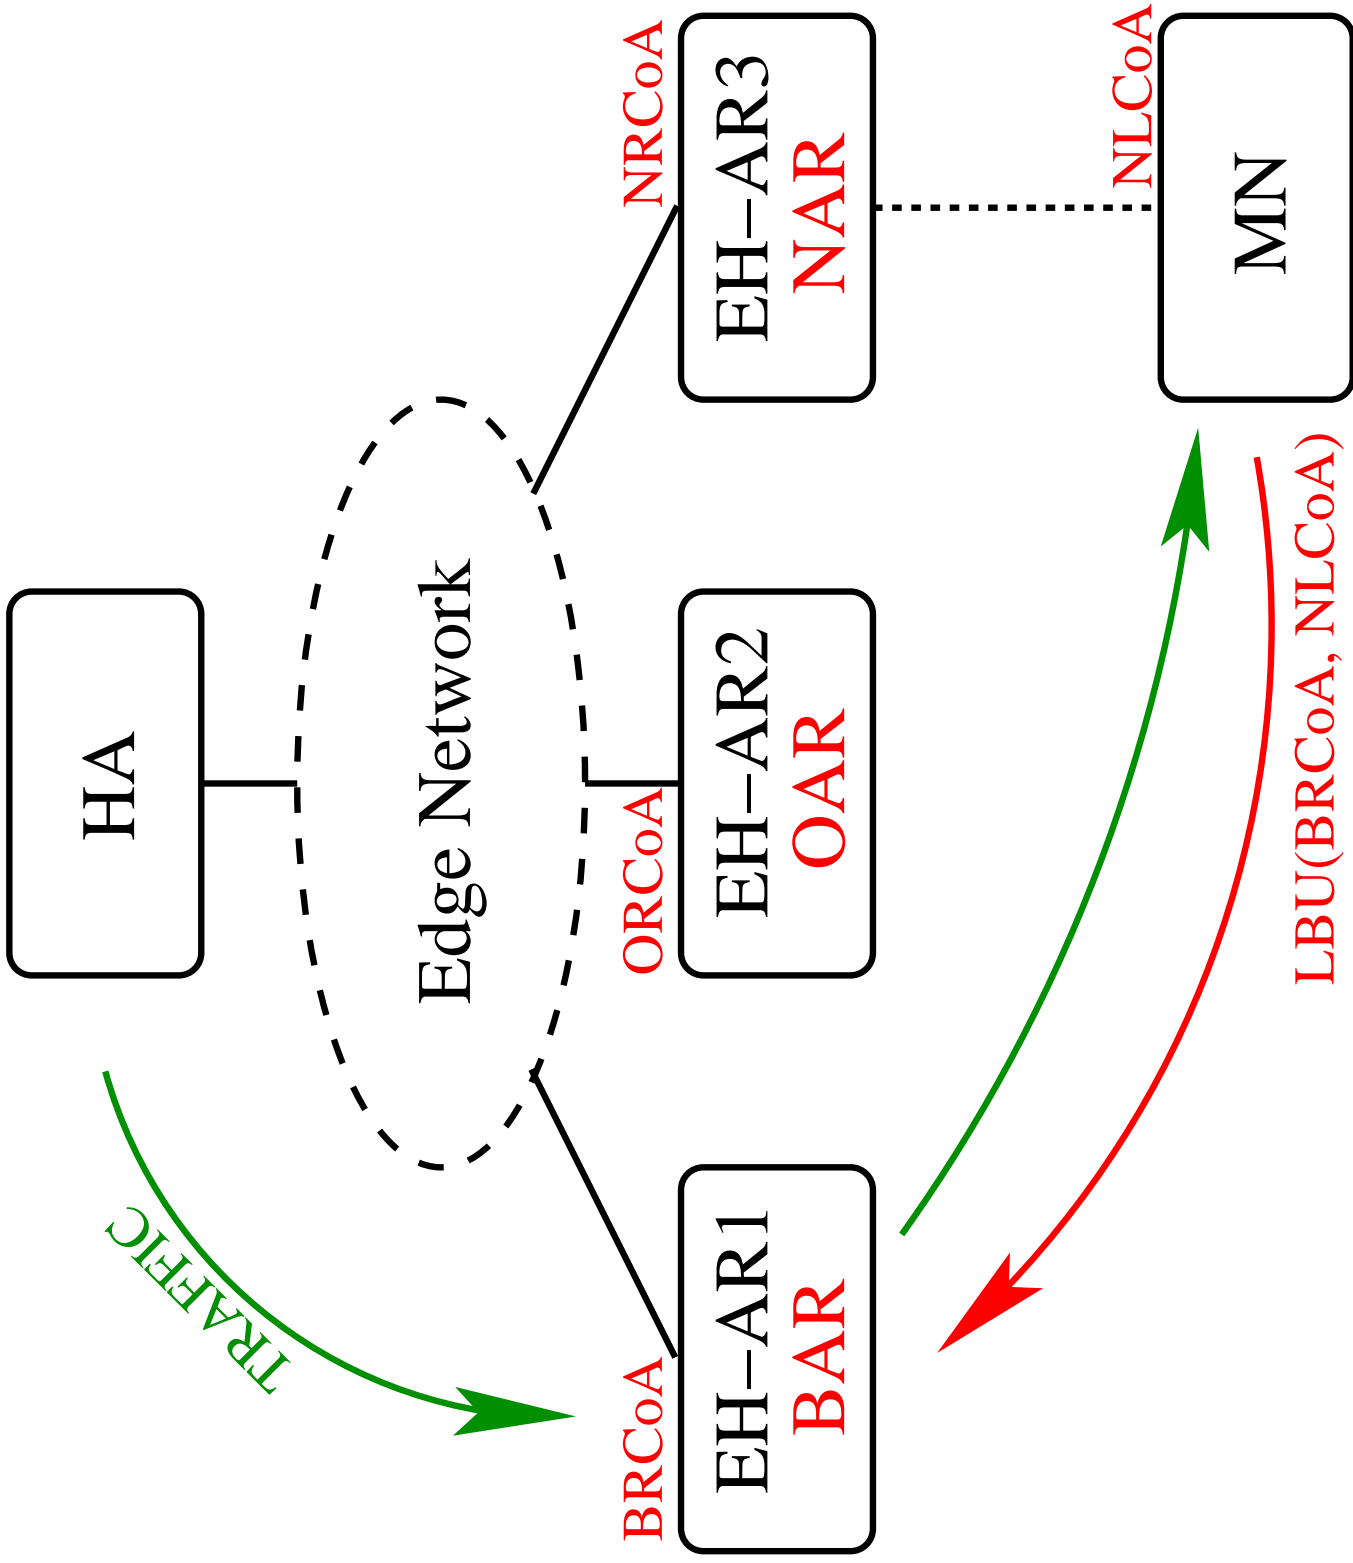 HA
TRAFFIC
Edge Network
BRCoA
ORCoA
NRCoA
EH–AR1
BAR
EH–AR2
OAR
EH–AR3
NAR
NLCoA
MN
LBU(BRCoA, NLCoA)